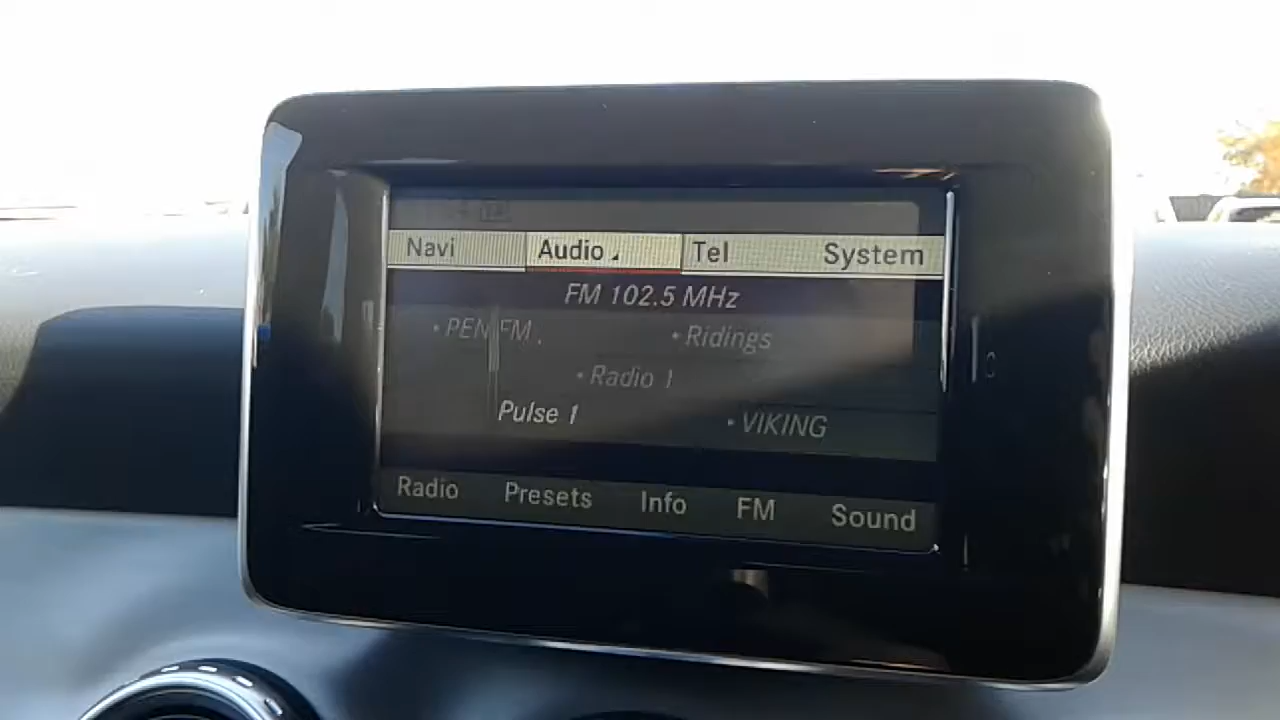 Navi Audio Tel System
FM 102.5 MHz
• PEN FM. • Ridings
• Radio 1
Pulse 1 • VIKING
Radio Presets Info FM Sound